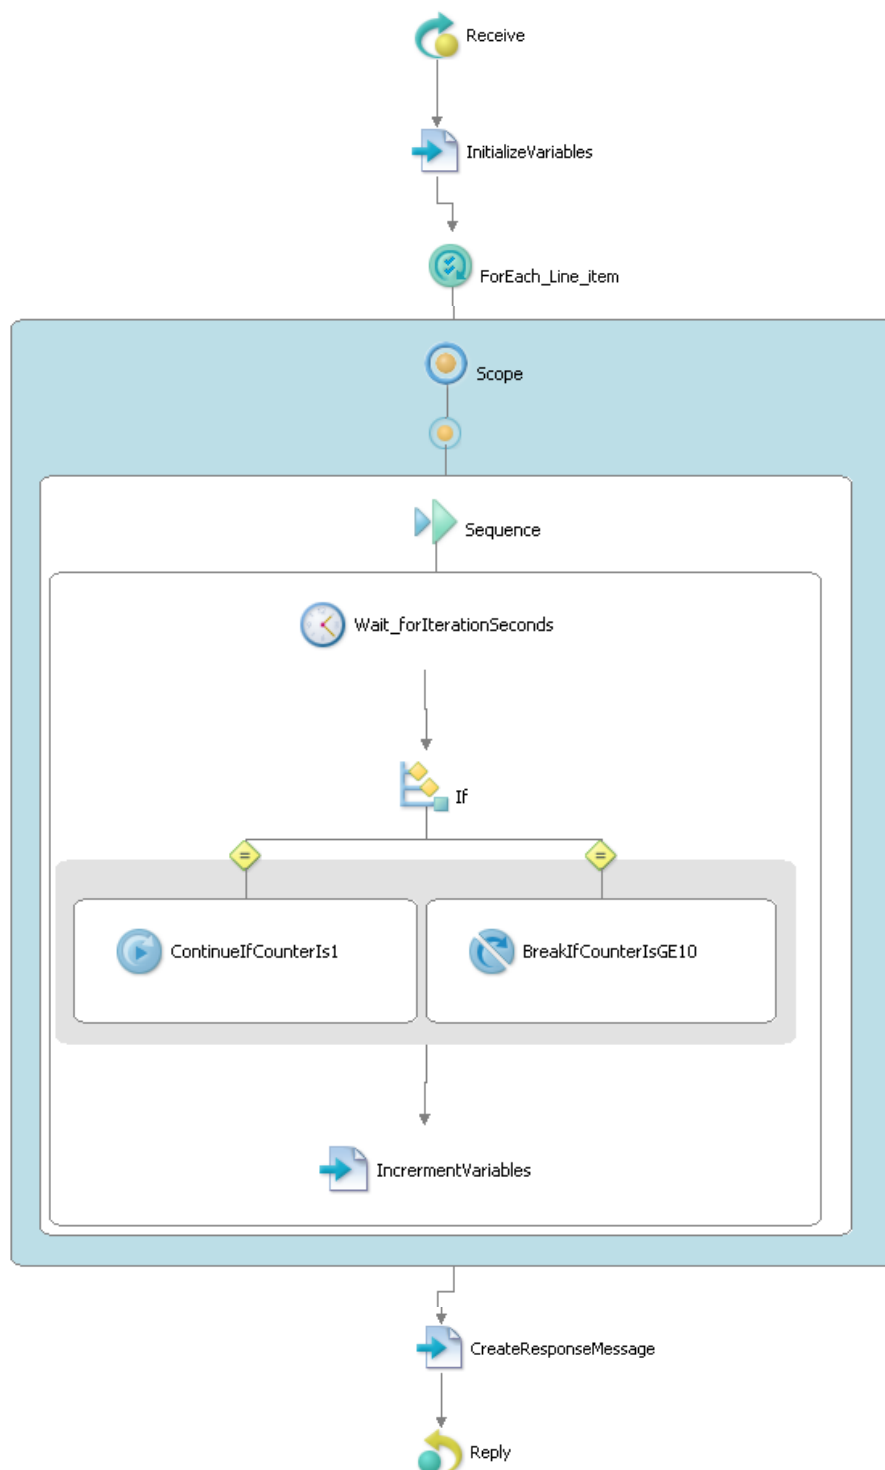 Receive
InitializeVariables
ForEach_Line_item
Scope
Sequence
Wait_forIterationSeconds
If
= =
ContinueIfCounterIs1 BreakIfCounterIsGE10
IncrermentVariables
CreateResponseMessage
Reply